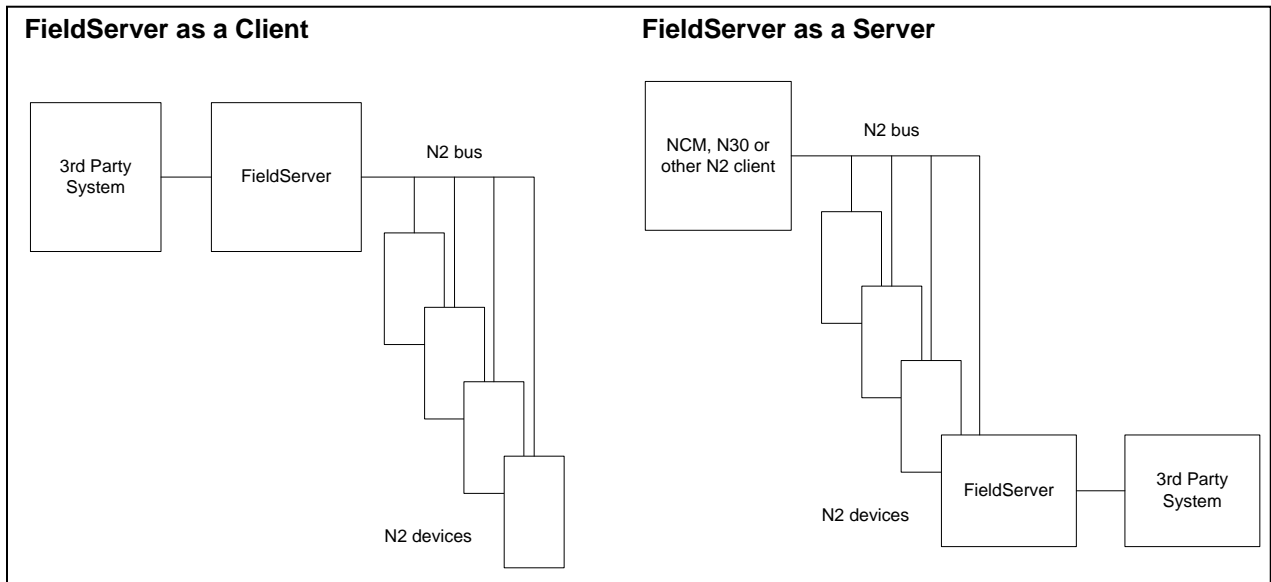 FieldServer as a Client
3rd Party
System
FieldServer
N2 bus
N2 devices
FieldServer as a Server
NCM, N30 or
other N2 client
N2 bus
N2 devices
FieldServer
3rd Party
System